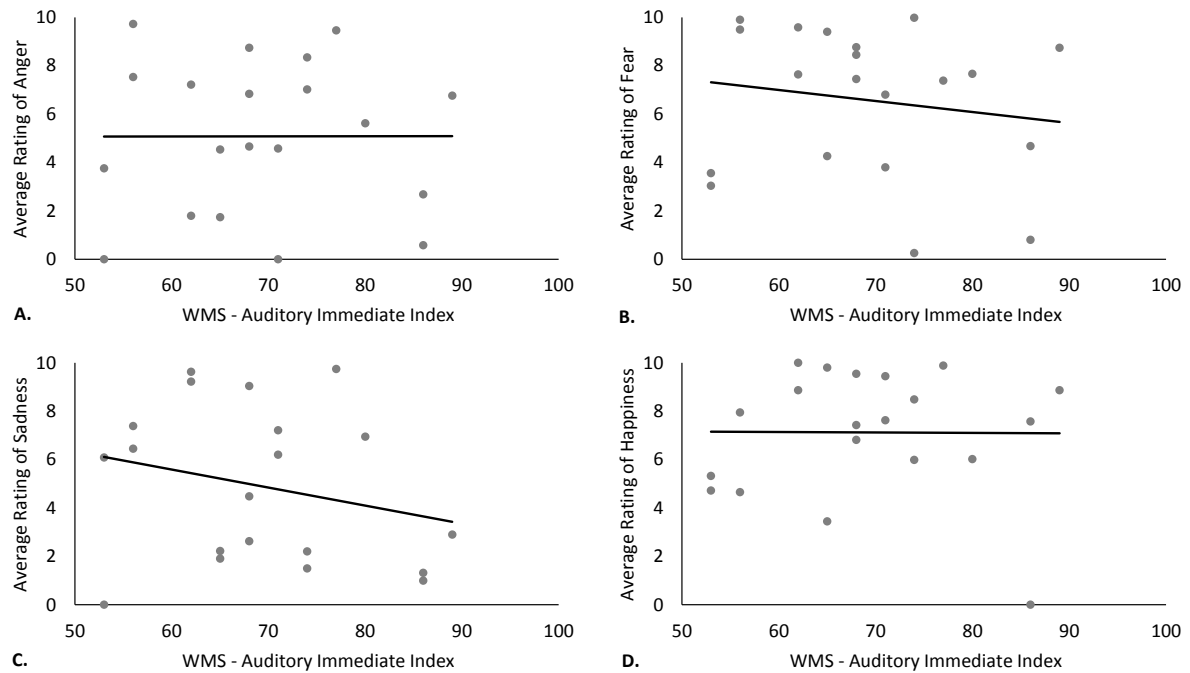 Average Rating of Anger
10
8
6
4
2
0
50 60 70 80 90 100
A. WMS - Auditory Immediate Index
Average Rating of Fear
10
8
6
4
2
0
50 60 70 80 90 100
B. WMS - Auditory Immediate Index
Average Rating of Sadness
10
8
6
4
2
0
50 60 70 80 90 100
C. WMS - Auditory Immediate Index
Average Rating of Happiness
10
8
6
4
2
0
50 60 70 80 90 100
D. WMS - Auditory Immediate Index